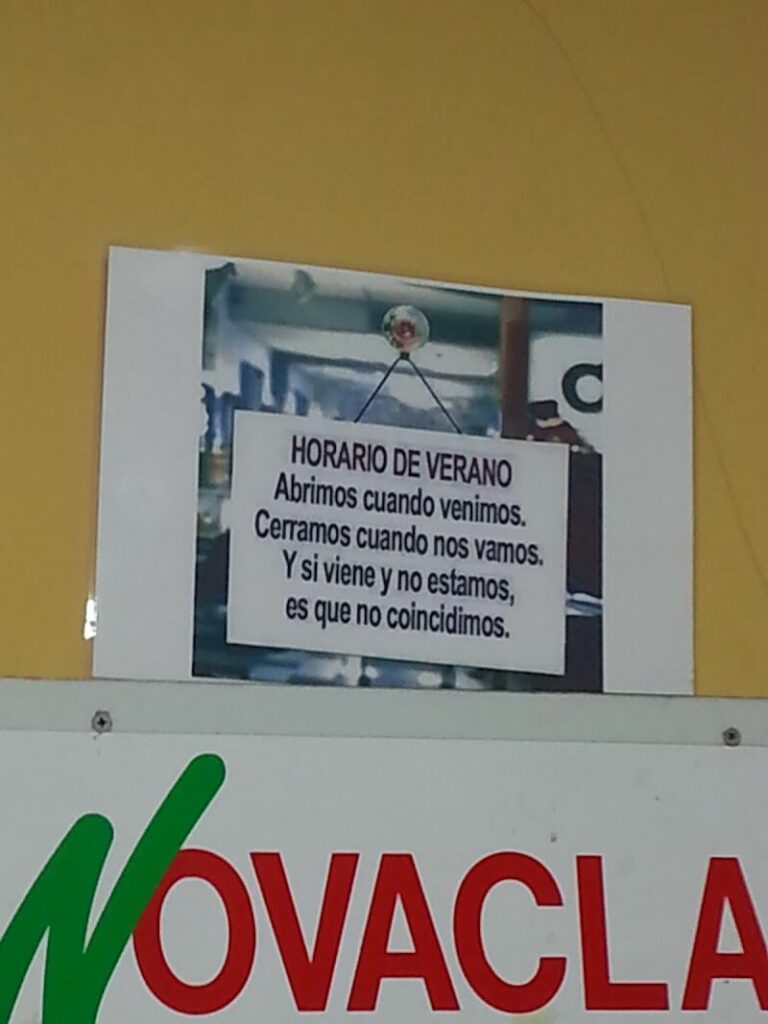 HORARIO DE VERANO
Abrimos cuando venimos.
Cerramos cuando nos vamos.
Y si viene y no estamos,
es que no coincidimos.
NOVACLA